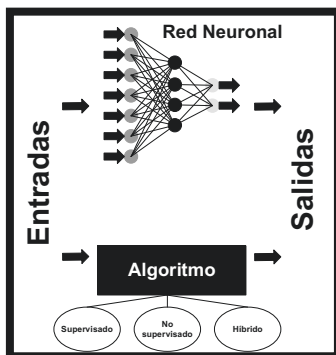 Red Neuronal
Entradas
Salidas
Algoritmo
Supervisado
No
supervisado
Híbrido